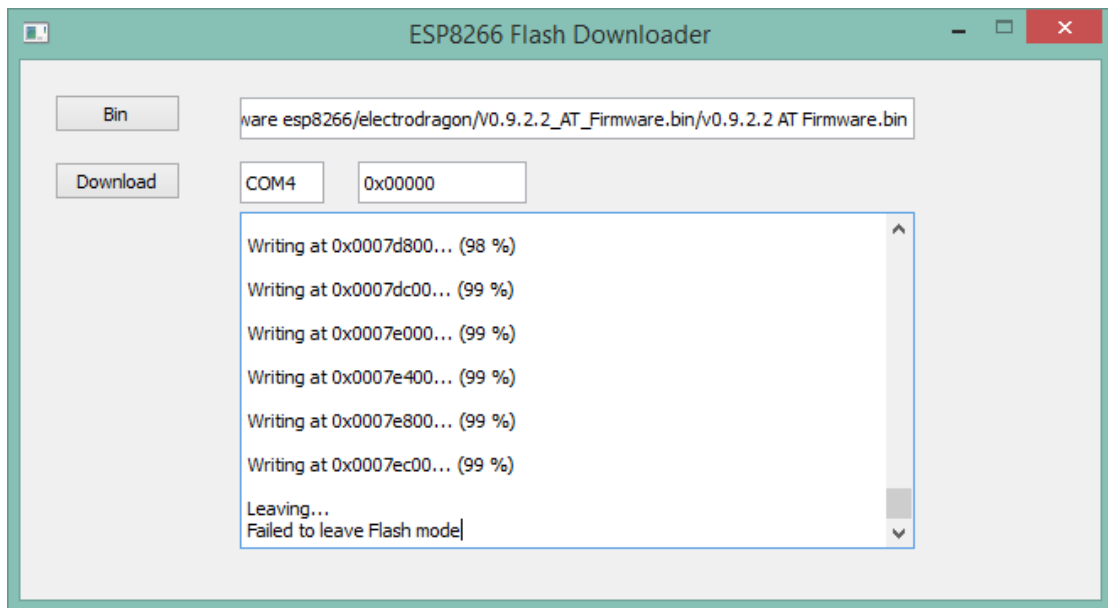 ESP8266 Flash Downloader
Bin
ware esp8266/electrodragon/V0.9.2.2_AT_Firmware.bin/v0.9.2.2 AT Firmware.bin
Download
COM4
0x00000
Writing at 0x0007d800... (98 %)
Writing at 0x0007dc00... (99 %)
Writing at 0x0007e000... (99 %)
Writing at 0x0007e400... (99 %)
Writing at 0x0007e800... (99 %)
Writing at 0x0007ec00... (99 %)
Leaving...
Failed to leave Flash mode